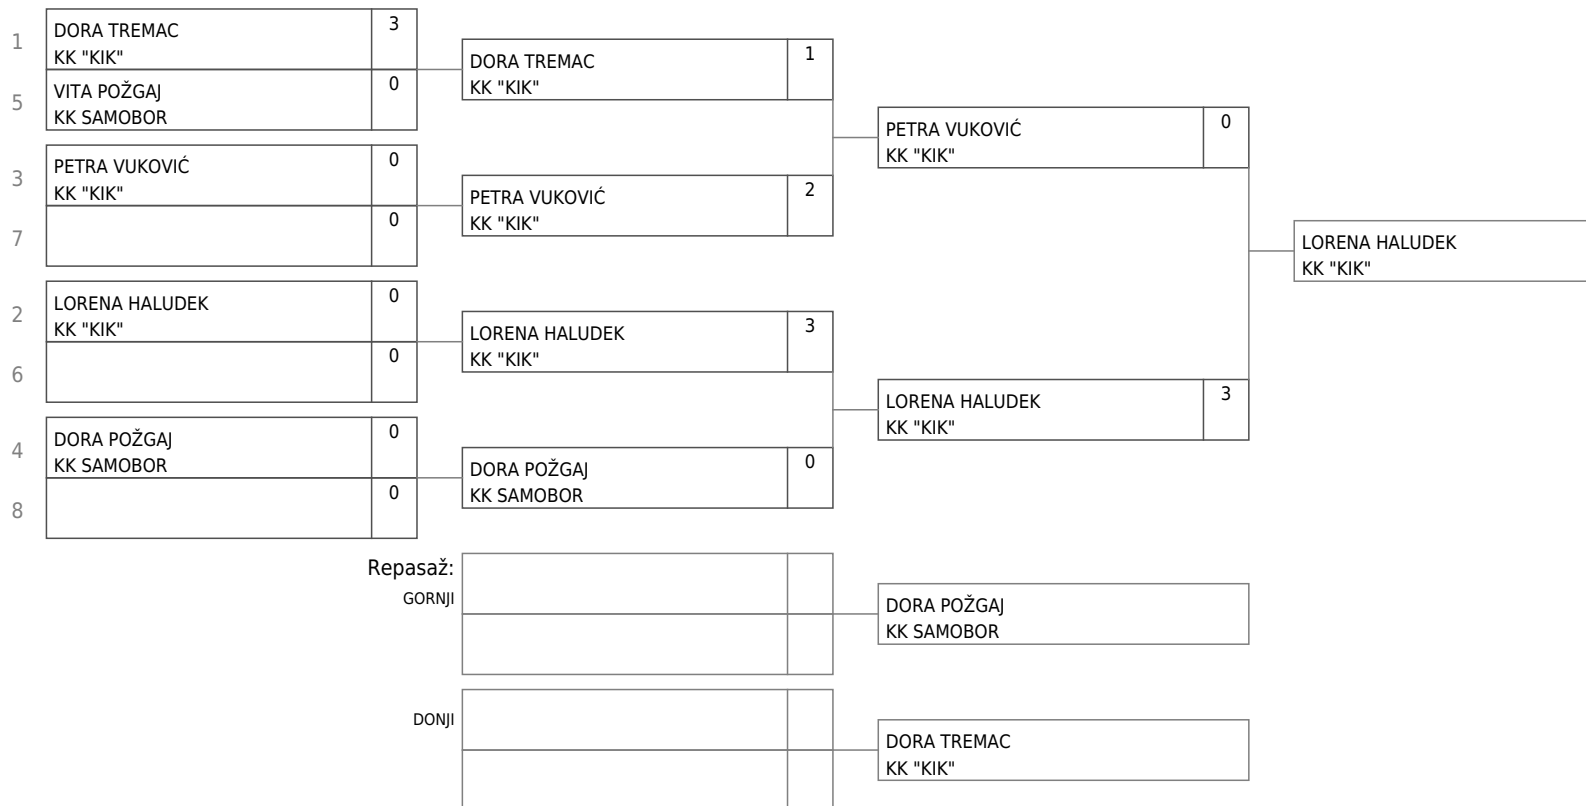 1
DORA TREMAC
KK "KIK"
3
5
VITA POŽGAJ
KK SAMOBOR
0
3
PETRA VUKOVIĆ
KK "KIK"
0
7
0
2
LORENA HALUDEK
KK "KIK"
0
6
0
4
DORA POŽGAJ
KK SAMOBOR
0
8
0
DORA TREMAC
KK "KIK"
1
PETRA VUKOVIĆ
KK "KIK"
2
LORENA HALUDEK
KK "KIK"
3
DORA POŽGAJ
KK SAMOBOR
0
PETRA VUKOVIĆ
KK "KIK"
0
LORENA HALUDEK
KK "KIK"
3
LORENA HALUDEK
KK "KIK"
Repasaž:
GORNJI
DORA POŽGAJ
KK SAMOBOR
DONJI
DORA TREMAC
KK "KIK"